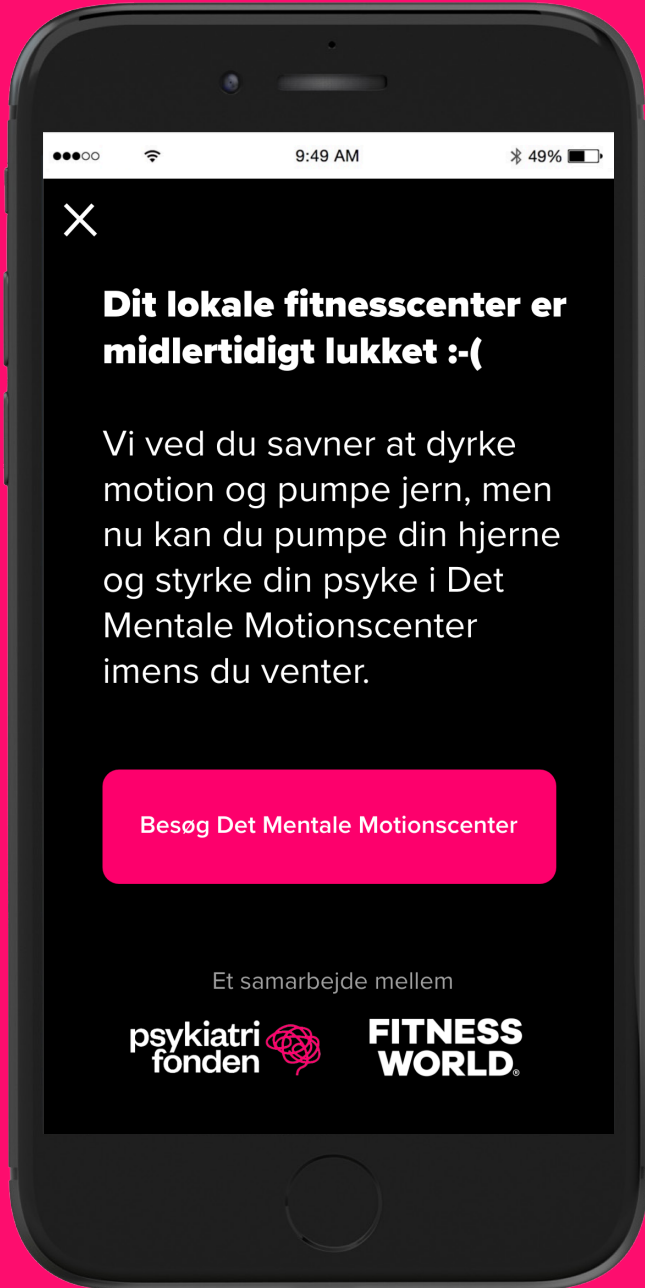 9:49 AM
49%
Dit lokale fitnesscenter er
midlertidigt lukket :-(
Vi ved du savner at dyrke
motion og pumpe jern, men
nu kan du pumpe din hjerne
og styrke din psyke i Det
Mentale Motionscenter
imens du venter.
Besøg Det Mentale Motionscenter
Et samarbejde mellem
psykiatri
fonden
FITNESS
WORLD®